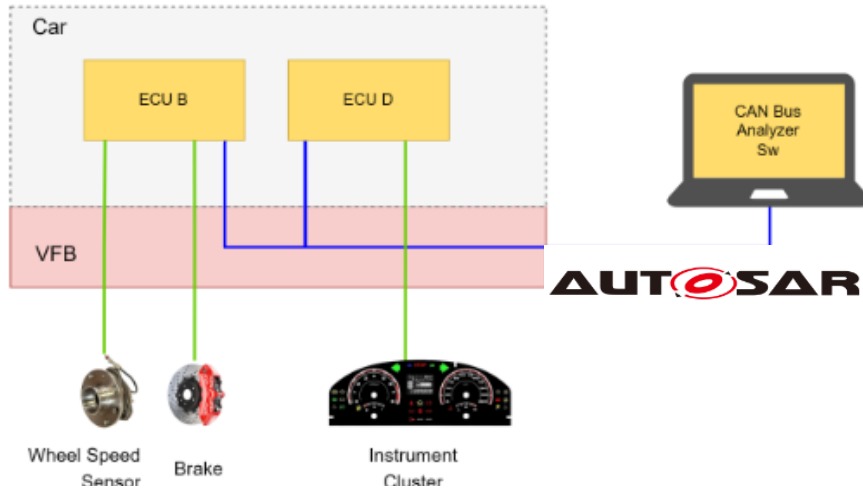 Car
ECU B
ECU D
CAN Bus
Analyzer
Sw
VFB
AUTOSAR
Wheel Speed
Sensor
Brake
Instrument
Cluster